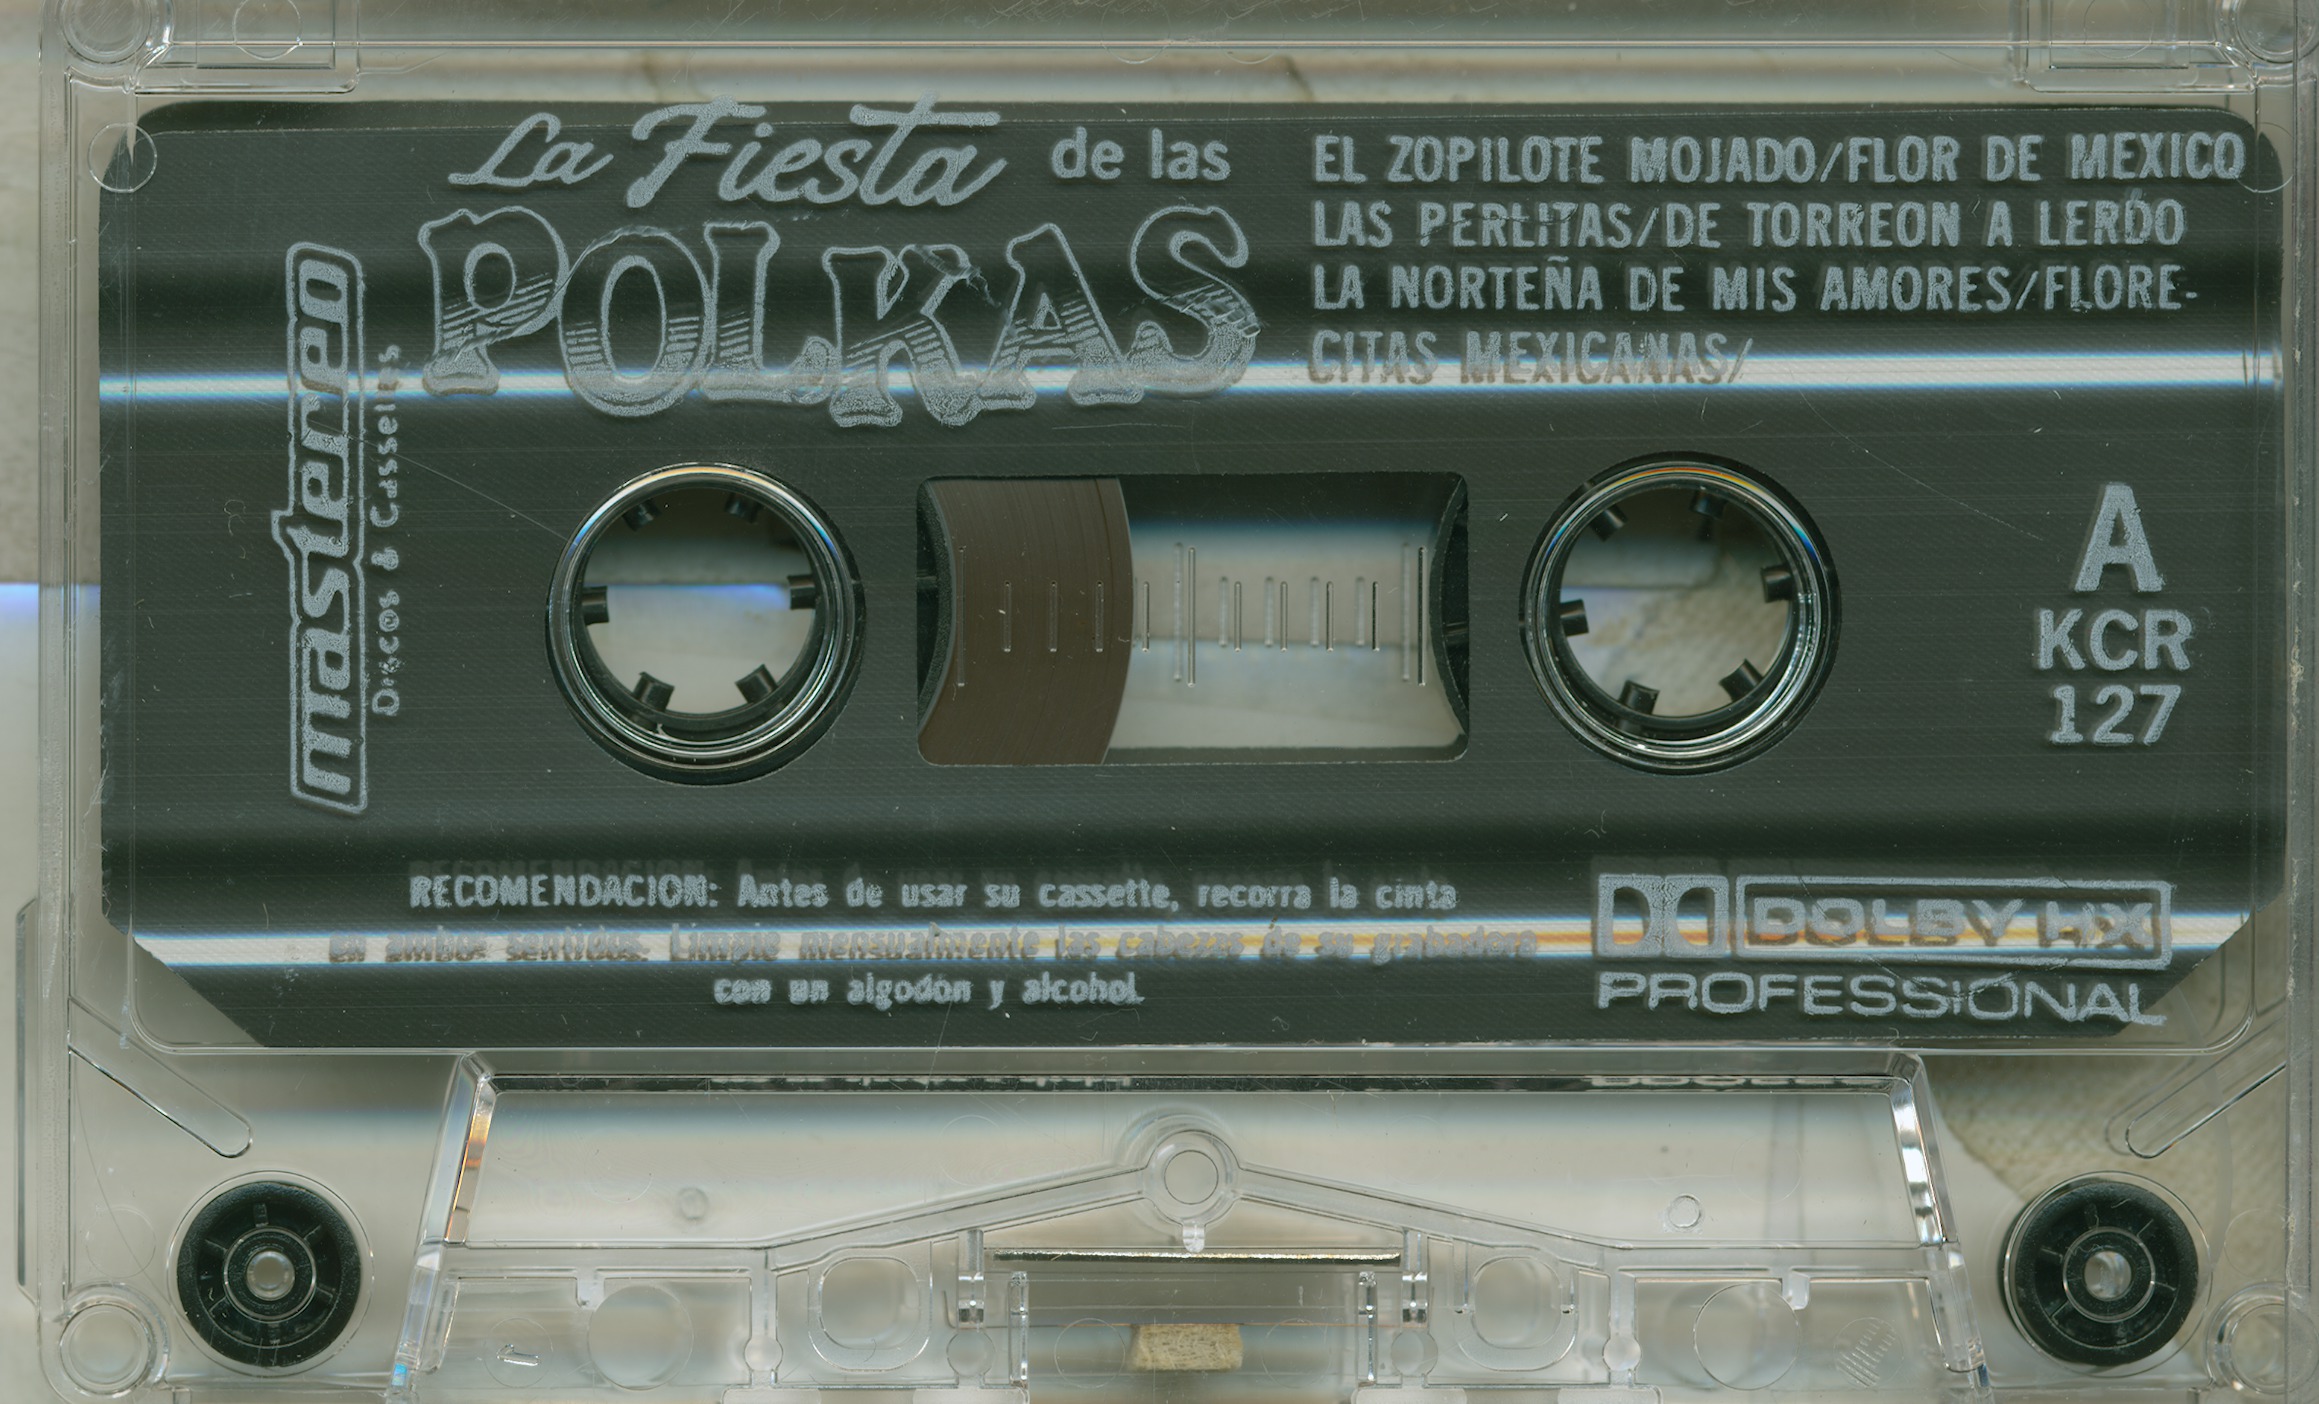 La Fiesta de las
POLKAS
EL ZOPILOTE MOJADO/FLOR DE MEXICO
LAS PERLITAS/DE TORREON A LERDO
LA NORTEÑA DE MIS AMORES/FLORE-
CITAS MEXICANAS/
mastereo
Discos & Cassettes
A
KCR
127
RECOMENDACION: Antes de usar su cassette, recorra la cinta
en ambos sentidos. Limpie mensualmente las cabezas de su grabadora
con un algodón y alcohol.
DOLBY HX
PROFESSIONAL